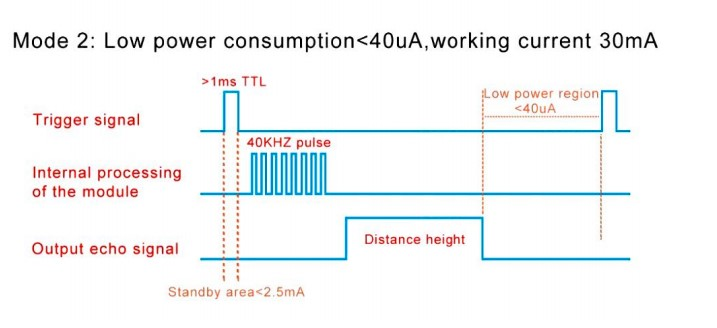 Mode 2: Low power consumption<40uA,working current 30mA
>1ms TTL
Low power region
<40uA
Trigger signal
40KHZ pulse
Internal processing
of the module
Distance height
Output echo signal
Standby area<2.5mA